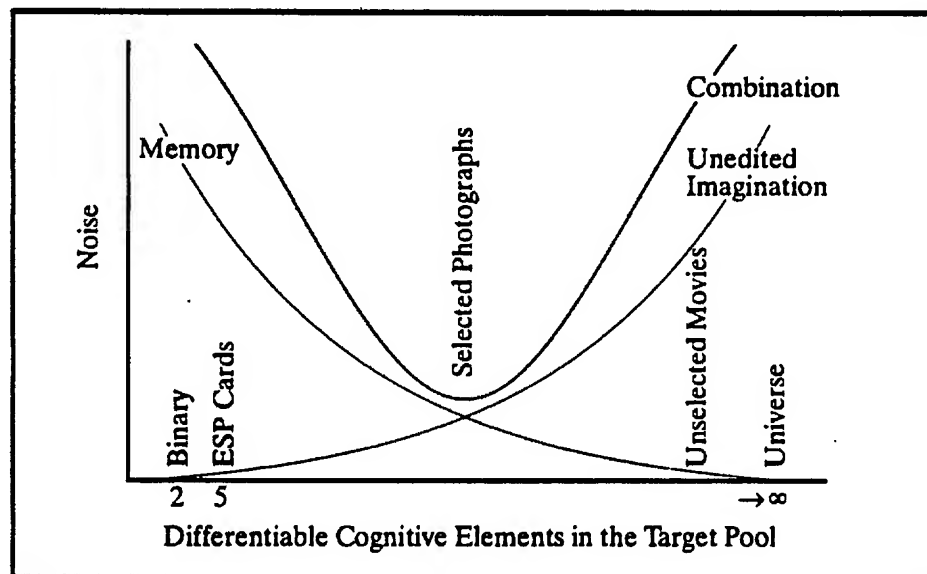 Combination
Memory
Unedited
Imagination
Noise
Selected Photographs
Binary
ESP Cards
Unselected Movies
Universe
2 5 → ∞
Differentiable Cognitive Elements in the Target Pool